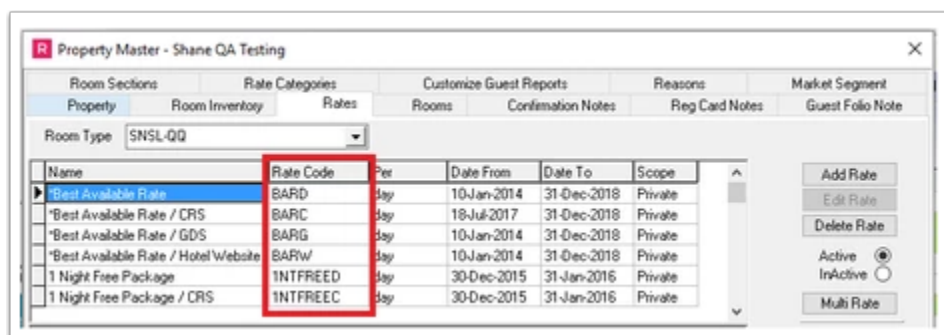 R Property Master - Shane QA Testing
Room Sections Rate Categories Customize Guest Reports Reasons Market Segment
Property Room Inventory Rates Rooms Confirmation Notes Reg Card Notes Guest Folio Note
Room Type SNSL-QQ
Name Rate Code Per Date From Date To Scope Add Rate
*Best Available Rate BARD day 10-Jan-2014 31-Dec-2018 Private Edit Rate
*Best Available Rate / CRS BARC day 18-Jul-2017 31-Dec-2018 Private Delete Rate
*Best Available Rate / GDS BARG day 10-Jan-2014 31-Dec-2018 Private
*Best Available Rate / Hotel Website BARW day 10-Jan-2014 31-Dec-2018 Private Active
1 Night Free Package 1NTFREED day 30-Dec-2015 31-Jan-2016 Private InActive
1 Night Free Package / CRS 1NTFREEC day 30-Dec-2015 31-Jan-2016 Private Multi Rate